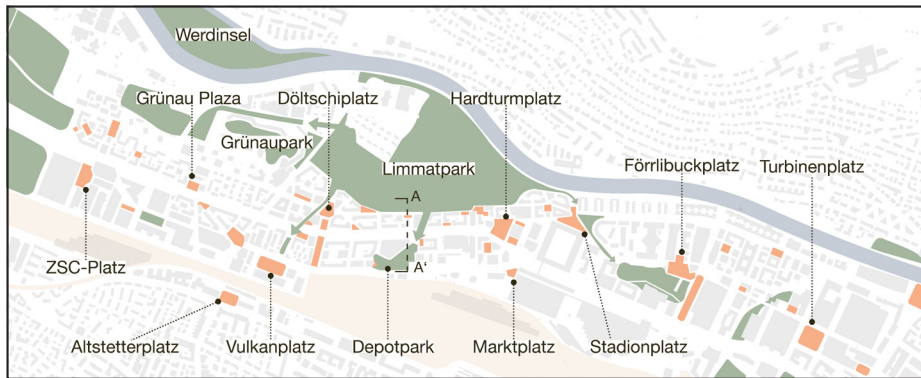 Werdinsel
Grünau Plaza
Döltschiplatz
Hardturmplatz
Grünaupark
Limmatpark
Förrlibuckplatz
Turbinenplatz
A
ZSC-Platz
A‘
Altstetterplatz
Vulkanplatz
Depotpark
Marktplatz
Stadionplatz